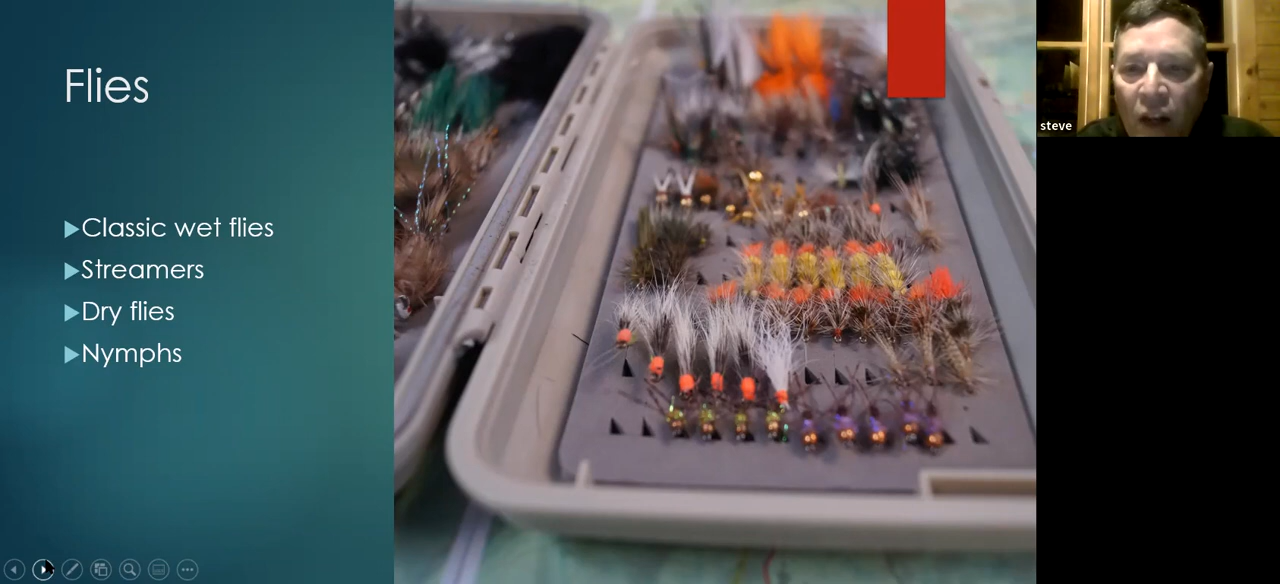 Flies
Classic wet flies
Streamers
Dry flies
Nymphs
steve